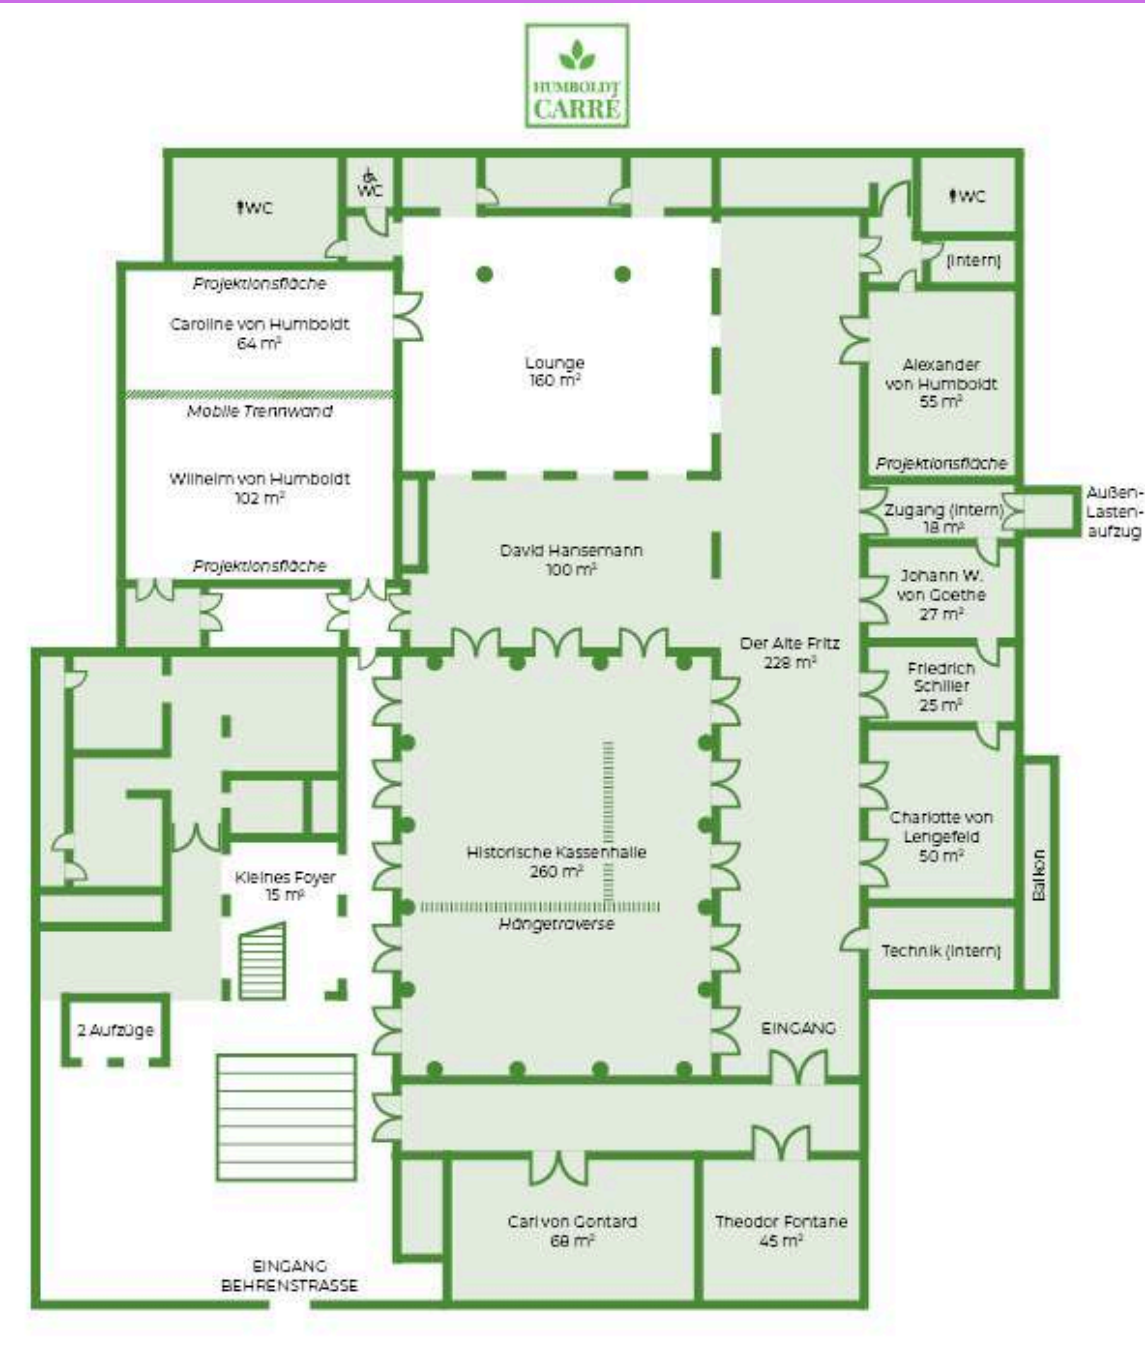 HUMBOLDT
CARRÉ
WC
WC
WC
(Intern)
Projektionsfläche
Caroline von Humboldt
64 m²
Mobile Trennwand
Wilhelm von Humboldt
102 m²
Projektionsfläche
Lounge
160 m²
Alexander
von Humboldt
55 m²
Projektionsfläche
Zugang (Intern)
18 m²
Außen-
Lasten-
aufzug
David Hansemann
100 m²
Johann W.
von Goethe
27 m²
Der Alte Fritz
228 m²
Friedrich
Schiller
25 m²
Charlotte von
Lengefeld
50 m²
Balkon
Historische Kassenhalle
260 m²
Hängetraverse
Kleines Foyer
15 m²
Technik (Intern)
2 Aufzüge
EINGANG
Carl von Gontard
68 m²
Theodor Fontane
45 m²
EINGANG
BEHRENSTRASSE